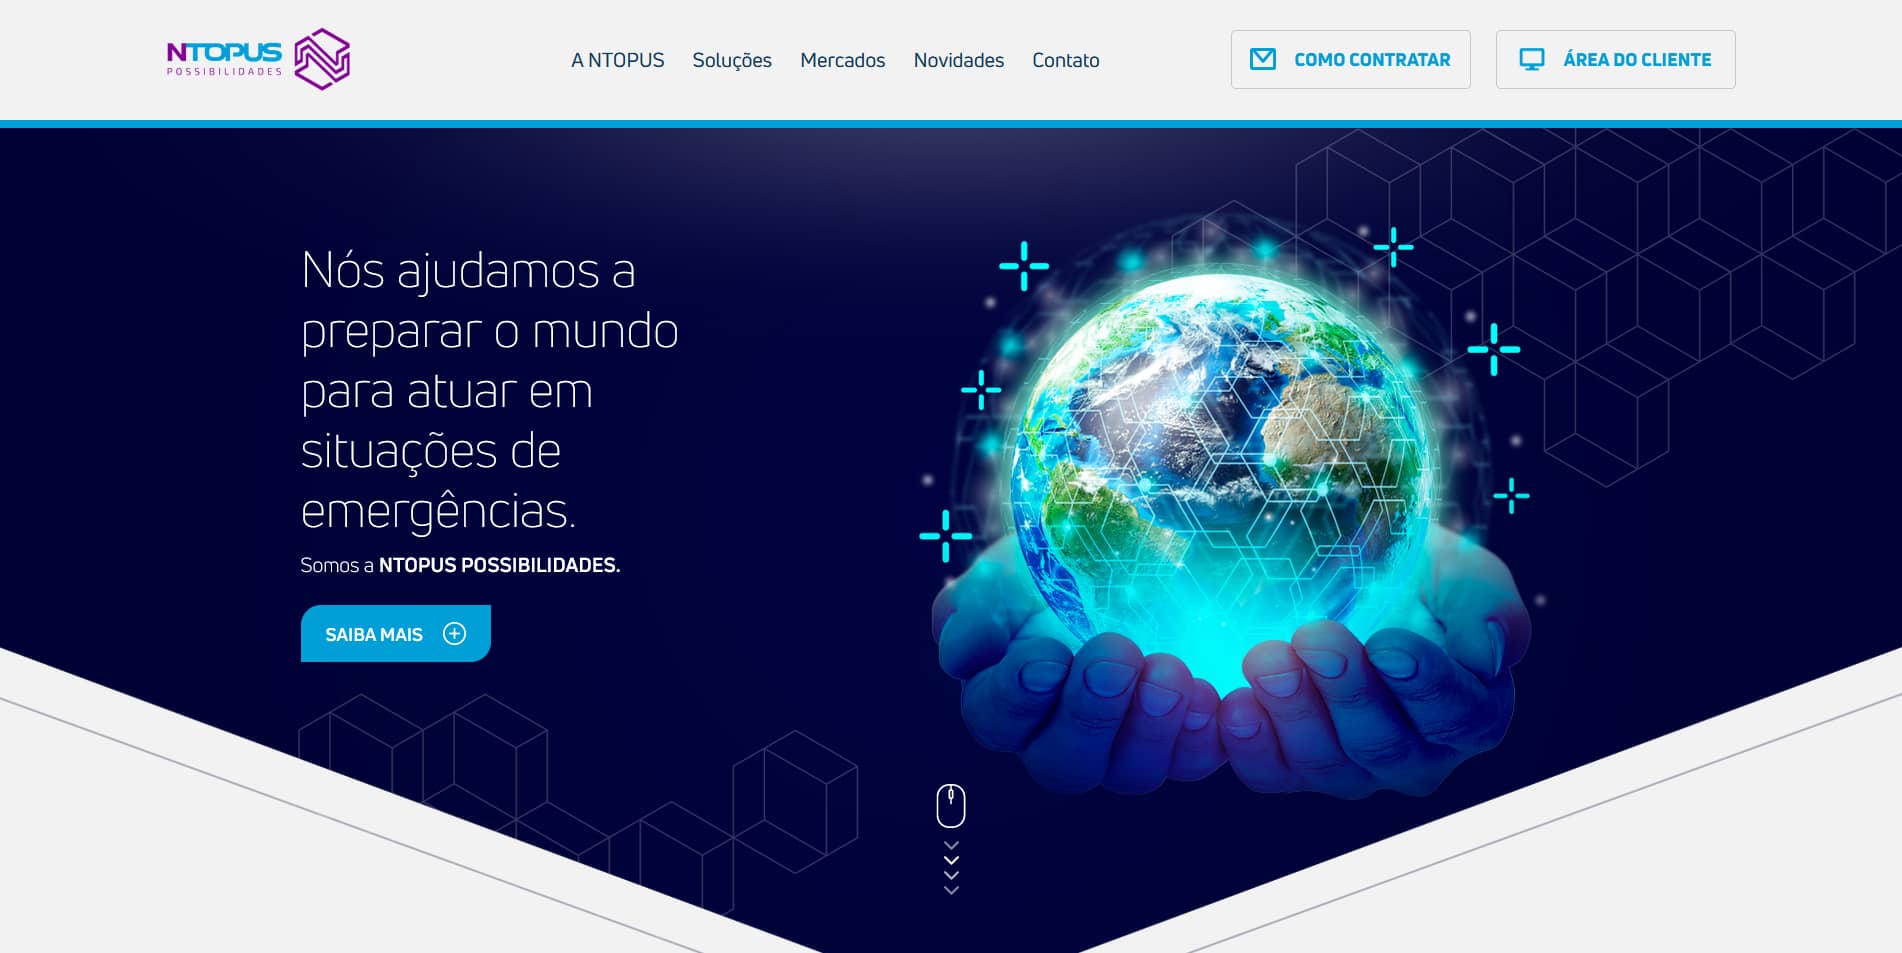 NTOPUS
POSSIBILIDADES
A NTOPUS
Soluções
Mercados
Novidades
Contato
COMO CONTRATAR
ÁREA DO CLIENTE
Nós ajudamos a
preparar o mundo
para atuar em
situações de
emergências.
Somos a NTOPUS POSSIBILIDADES.
SAIBA MAIS